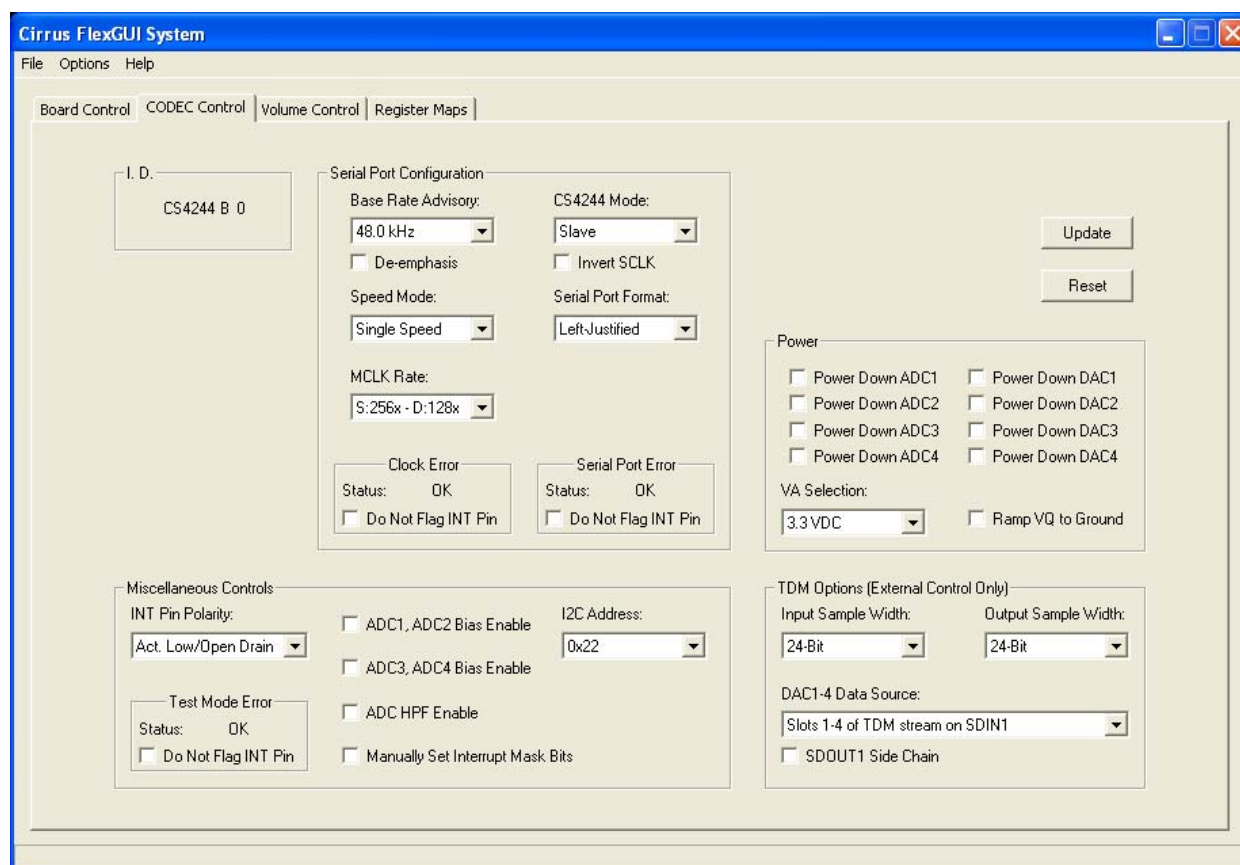 Cirrus FlexGUI System
File Options Help
Board Control CODEC Control Volume Control Register Maps
I. D.
CS4244 B 0
Serial Port Configuration
Base Rate Advisory: CS4244 Mode:
48.0 kHz Slave
De-emphasis Invert SCLK
Speed Mode: Serial Port Format:
Single Speed Left-Justified
MCLK Rate:
S:256x - D:128x
Clock Error Serial Port Error
Status: OK Status: OK
Do Not Flag INT Pin Do Not Flag INT Pin
Update
Reset
Power
Power Down ADC1 Power Down DAC1
Power Down ADC2 Power Down DAC2
Power Down ADC3 Power Down DAC3
Power Down ADC4 Power Down DAC4
VA Selection:
3.3 VDC Ramp VQ to Ground
Miscellaneous Controls
INT Pin Polarity:
Act. Low/Open Drain
Test Mode Error
Status: OK
Do Not Flag INT Pin
ADC1, ADC2 Bias Enable
ADC3, ADC4 Bias Enable
ADC HPF Enable
Manually Set Interrupt Mask Bits
I2C Address:
0x22
TDM Options (External Control Only)
Input Sample Width: Output Sample Width:
24-Bit 24-Bit
DAC1-4 Data Source:
Slots 1-4 of TDM stream on SDIN1
SDOUT1 Side Chain